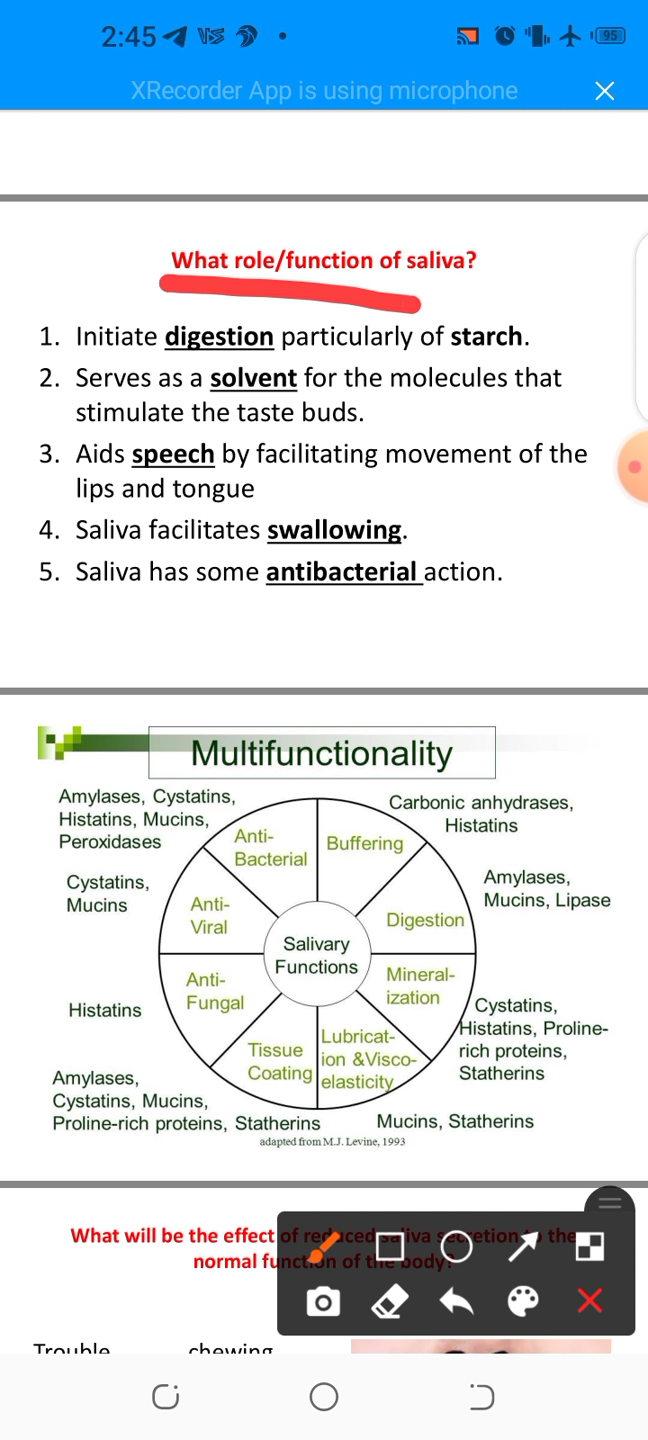 2:45
95
XRecorder App is using microphone
What role/function of saliva?
1. Initiate digestion particularly of starch.
2. Serves as a solvent for the molecules that
stimulate the taste buds.
3. Aids speech by facilitating movement of the
lips and tongue
4. Saliva facilitates swallowing.
5. Saliva has some antibacterial action.
Multifunctionality
Amylases, Cystatins,
Histatins, Mucins,
Peroxidases
Carbonic anhydrases,
Histatins
Anti-
Bacterial
Buffering
Cystatins,
Mucins
Amylases,
Mucins, Lipase
Anti-
Viral
Digestion
Salivary
Functions
Anti-
Fungal
Mineral-
ization
Histatins
Cystatins,
Histatins, Proline-
rich proteins,
Statherins
Tissue
Coating
Lubricat-
ion &Visco-
elasticity
Amylases,
Cystatins, Mucins,
Proline-rich proteins, Statherins
Mucins, Statherins
adapted from M.J. Levine, 1993
What will be the effect of reduced saliva secretion to the
normal function of the body?
Trouble chewing